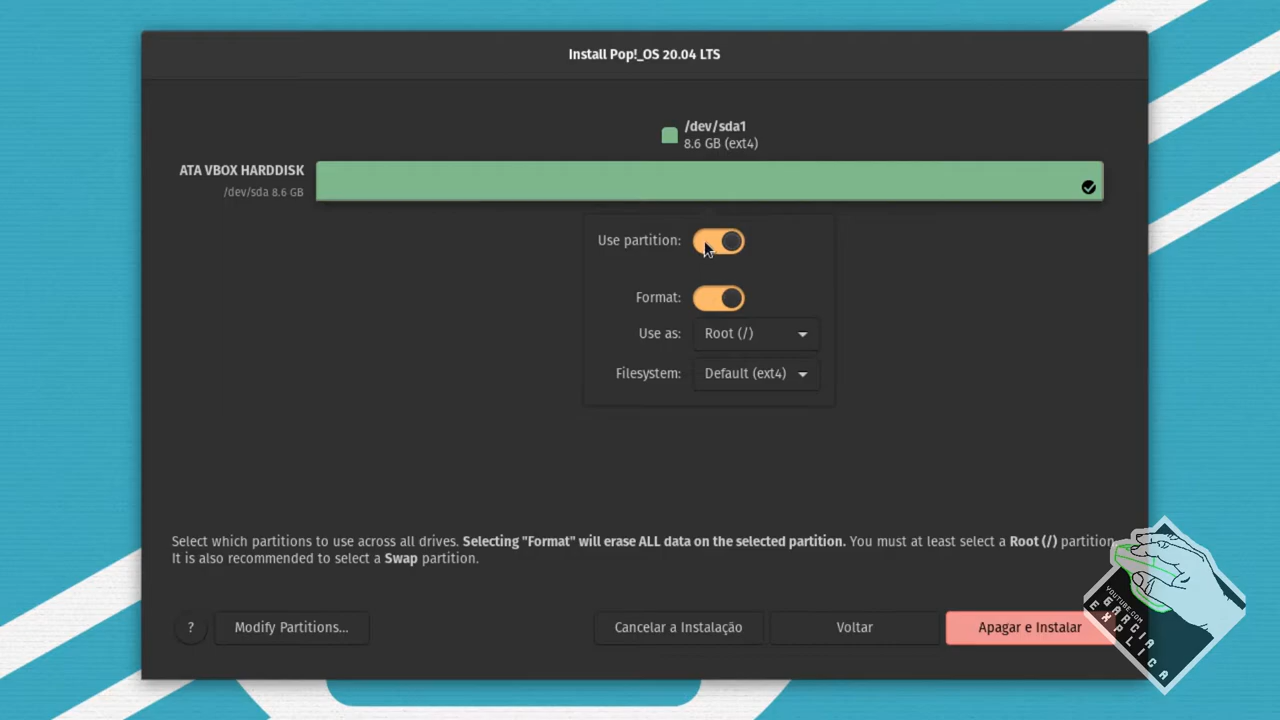 Install Pop!_OS 20.04 LTS
/dev/sda1
8.6 GB (ext4)
ATA VBOX HARDDISK
/dev/sda 8.6 GB
Use partition:
Format:
Use as: Root (/)
Filesystem: Default (ext4)
Select which partitions to use across all drives. Selecting "Format" will erase ALL data on the selected partition. You must at least select a Root (/) partition.
It is also recommended to select a Swap partition.
? Modify Partitions... Cancelar a Instalação Voltar Apagar e Instalar
YOUTUBE.COM
GARCIA
EXPLICA